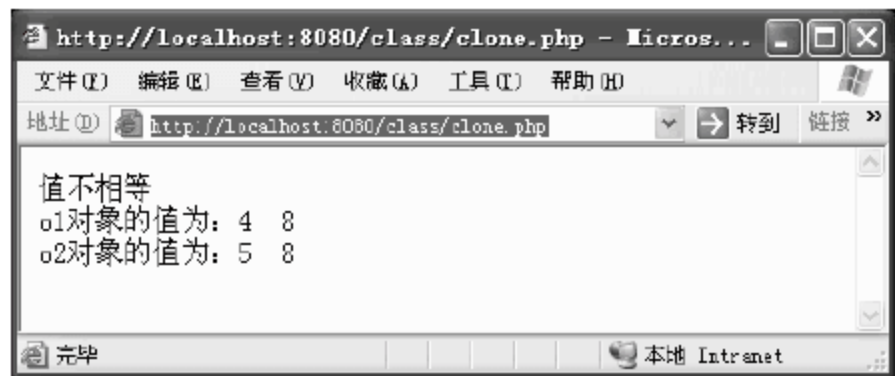 http://localhost:8080/class/clone.php - Micros...
文件(F) 编辑(E) 查看(V) 收藏(A) 工具(T) 帮助(H)
地址(D) http://localhost:8080/class/clone.php 转到 链接 »
值不相等
o1对象的值为：4 8
o2对象的值为：5 8
完毕 本地 Intranet